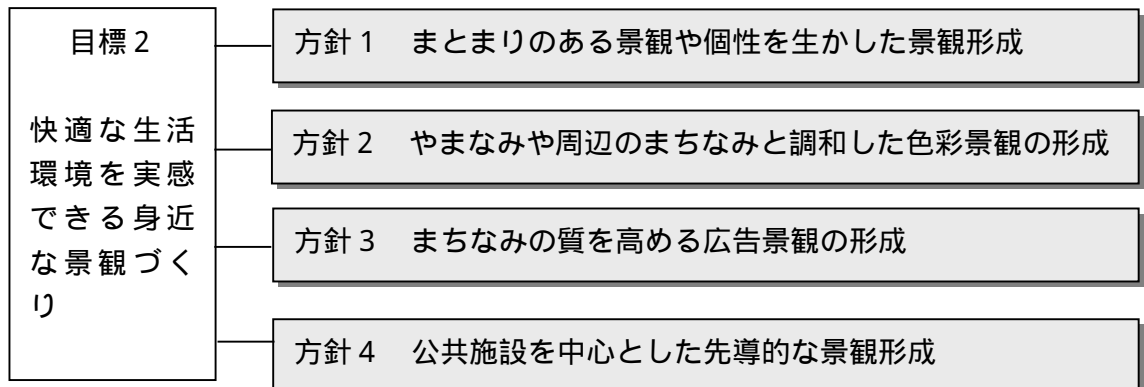 目標２
快適な生活
環境を実感
できる身近
な景観づく
り
方針１　まとまりのある景観や個性を生かした景観形成
方針２　やまなみや周辺のまちなみと調和した色彩景観の形成
方針３　まちなみの質を高める広告景観の形成
方針４　公共施設を中心とした先導的な景観形成